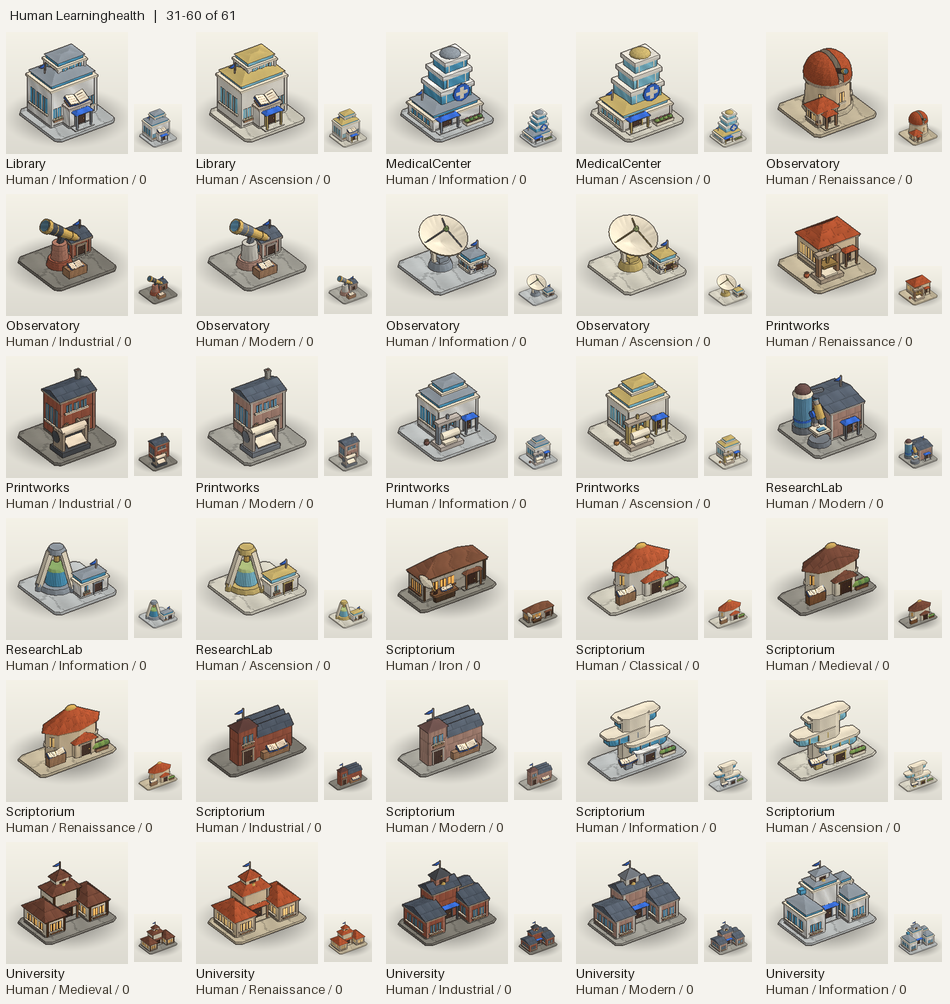 Human Learninghealth | 31-60 of 61
Library
Human / Information / 0
Library
Human / Ascension / 0
MedicalCenter
Human / Information / 0
MedicalCenter
Human / Ascension / 0
Observatory
Human / Renaissance / 0
Observatory
Human / Industrial / 0
Observatory
Human / Modern / 0
Observatory
Human / Information / 0
Observatory
Human / Ascension / 0
Printworks
Human / Renaissance / 0
Printworks
Human / Industrial / 0
Printworks
Human / Modern / 0
Printworks
Human / Information / 0
Printworks
Human / Ascension / 0
ResearchLab
Human / Modern / 0
ResearchLab
Human / Information / 0
ResearchLab
Human / Ascension / 0
Scriptorium
Human / Iron / 0
Scriptorium
Human / Classical / 0
Scriptorium
Human / Medieval / 0
Scriptorium
Human / Renaissance / 0
Scriptorium
Human / Industrial / 0
Scriptorium
Human / Modern / 0
Scriptorium
Human / Information / 0
Scriptorium
Human / Ascension / 0
University
Human / Medieval / 0
University
Human / Renaissance / 0
University
Human / Industrial / 0
University
Human / Modern / 0
University
Human / Information / 0